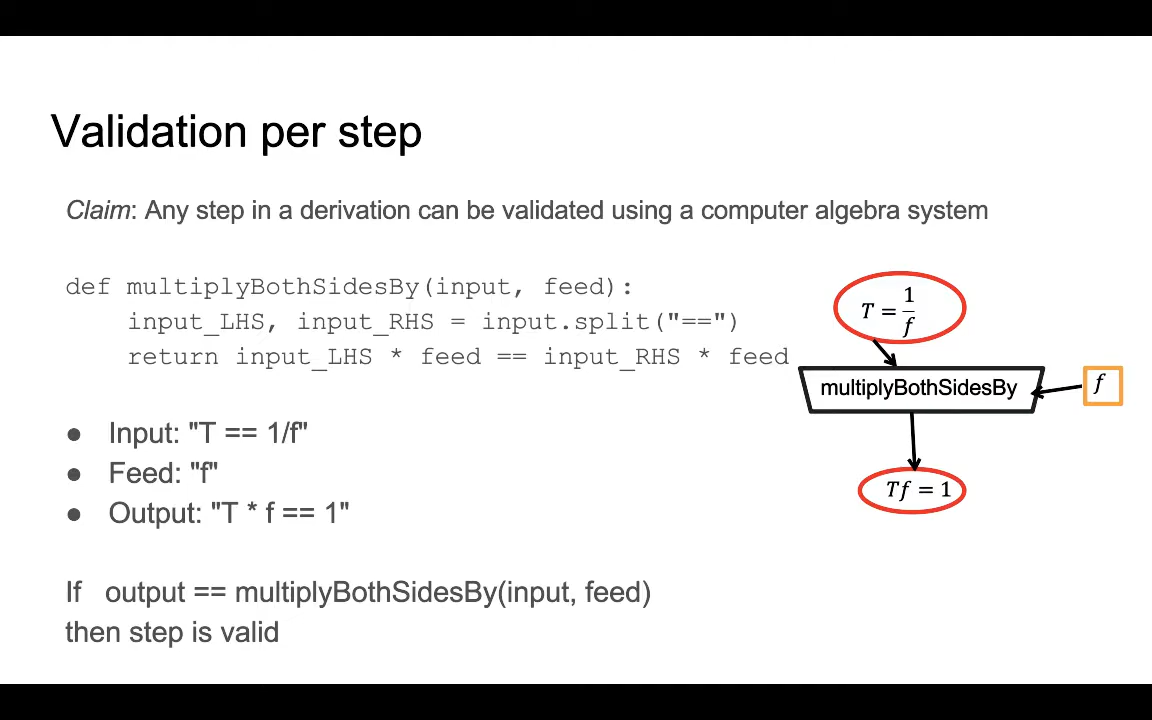 Validation per step
Claim: Any step in a derivation can be validated using a computer algebra system
def multiplyBothSidesBy(input, feed):
    input_LHS, input_RHS = input.split("==")
    return input_LHS * feed == input_RHS * feed
● Input: "T == 1/f"
● Feed: "f"
● Output: "T * f == 1"
If output == multiplyBothSidesBy(input, feed)
then step is valid
T = 1/f
multiplyBothSidesBy
f
Tf = 1